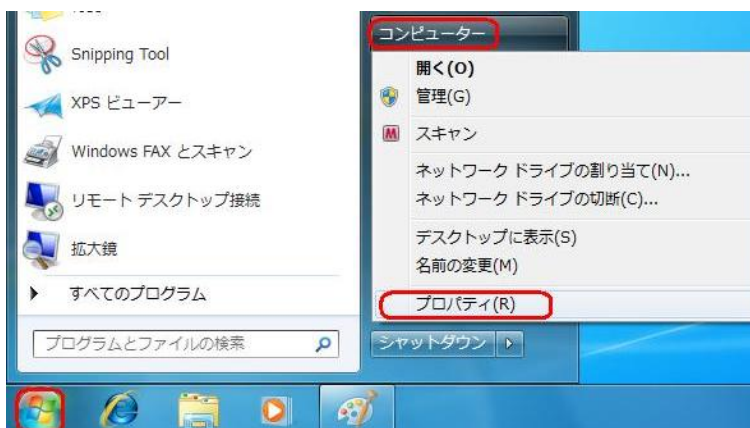 Snipping Tool
XPS ビューアー
Windows FAX とスキャン
リモート デスクトップ接続
拡大鏡
すべてのプログラム
プログラムとファイルの検索
コンピューター
開く(O)
管理(G)
スキャン
ネットワーク ドライブの割り当て(N)...
ネットワーク ドライブの切断(C)...
デスクトップに表示(S)
名前の変更(M)
プロパティ(R)
シャットダウン